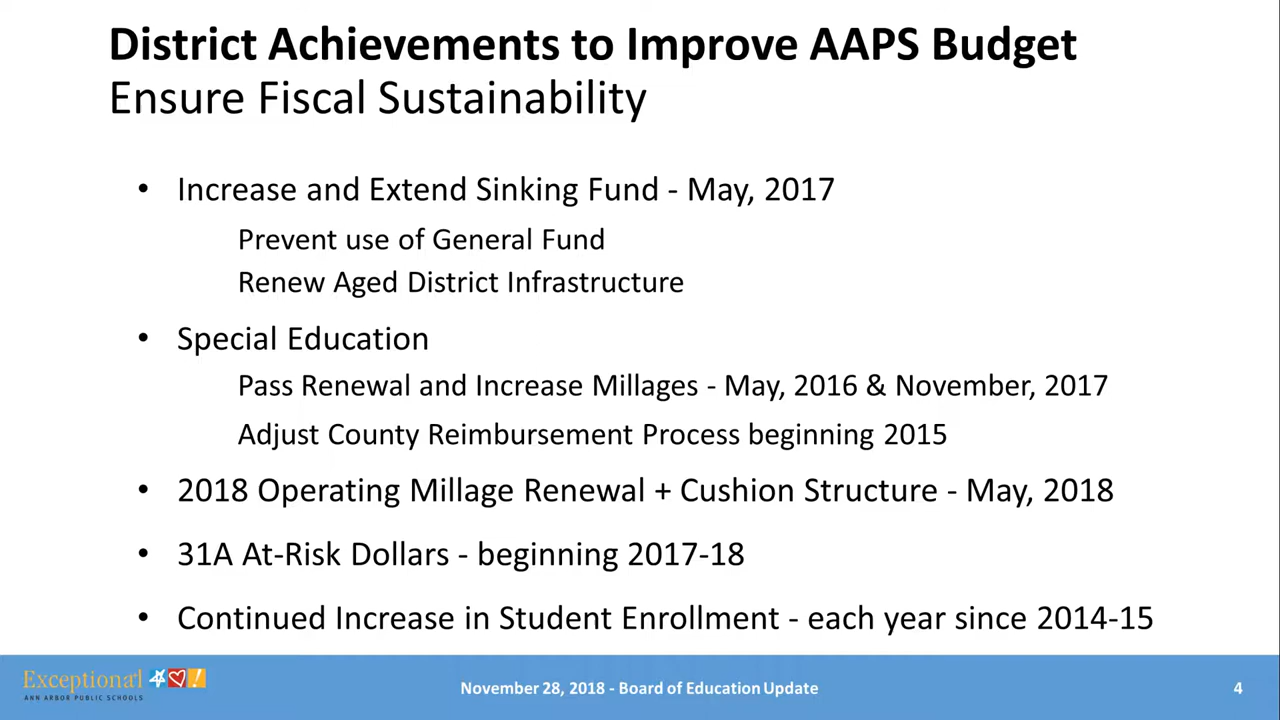 District Achievements to Improve AAPS Budget
Ensure Fiscal Sustainability
• Increase and Extend Sinking Fund - May, 2017
Prevent use of General Fund
Renew Aged District Infrastructure
• Special Education
Pass Renewal and Increase Millages - May, 2016 & November, 2017
Adjust County Reimbursement Process beginning 2015
• 2018 Operating Millage Renewal + Cushion Structure - May, 2018
• 31A At-Risk Dollars - beginning 2017-18
• Continued Increase in Student Enrollment - each year since 2014-15
Exceptiona!l
ANN ARBOR PUBLIC SCHOOLS
November 28, 2018 - Board of Education Update
4